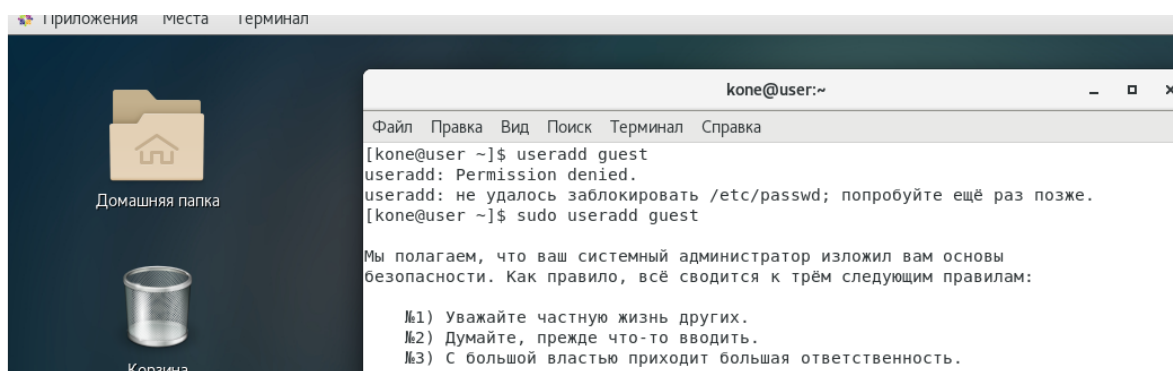 Приложения Места Терминал
kone@user:~
Файл Правка Вид Поиск Терминал Справка
[kone@user ~]$ useradd guest
useradd: Permission denied.
useradd: не удалось заблокировать /etc/passwd; попробуйте ещё раз позже.
[kone@user ~]$ sudo useradd guest
Домашняя папка
Мы полагаем, что ваш системный администратор изложил вам основы
безопасности. Как правило, всё сводится к трём следующим правилам:
№1) Уважайте частную жизнь других.
№2) Думайте, прежде что-то вводить.
№3) С большой властью приходит большая ответственность.
Корзина